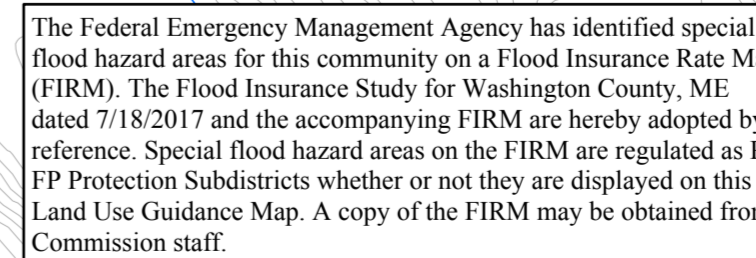 The Federal Emergency Management Agency has identified special
flood hazard areas for this community on a Flood Insurance Rate
(FIRM). The Flood Insurance Study for Washington County, ME
dated 7/18/2017 and the accompanying FIRM are hereby adopted by
reference. Special flood hazard areas on the FIRM are regulated as
FP Protection Subdistricts whether or not they are displayed on this
Land Use Guidance Map. A copy of the FIRM may be obtained from
Commission staff.